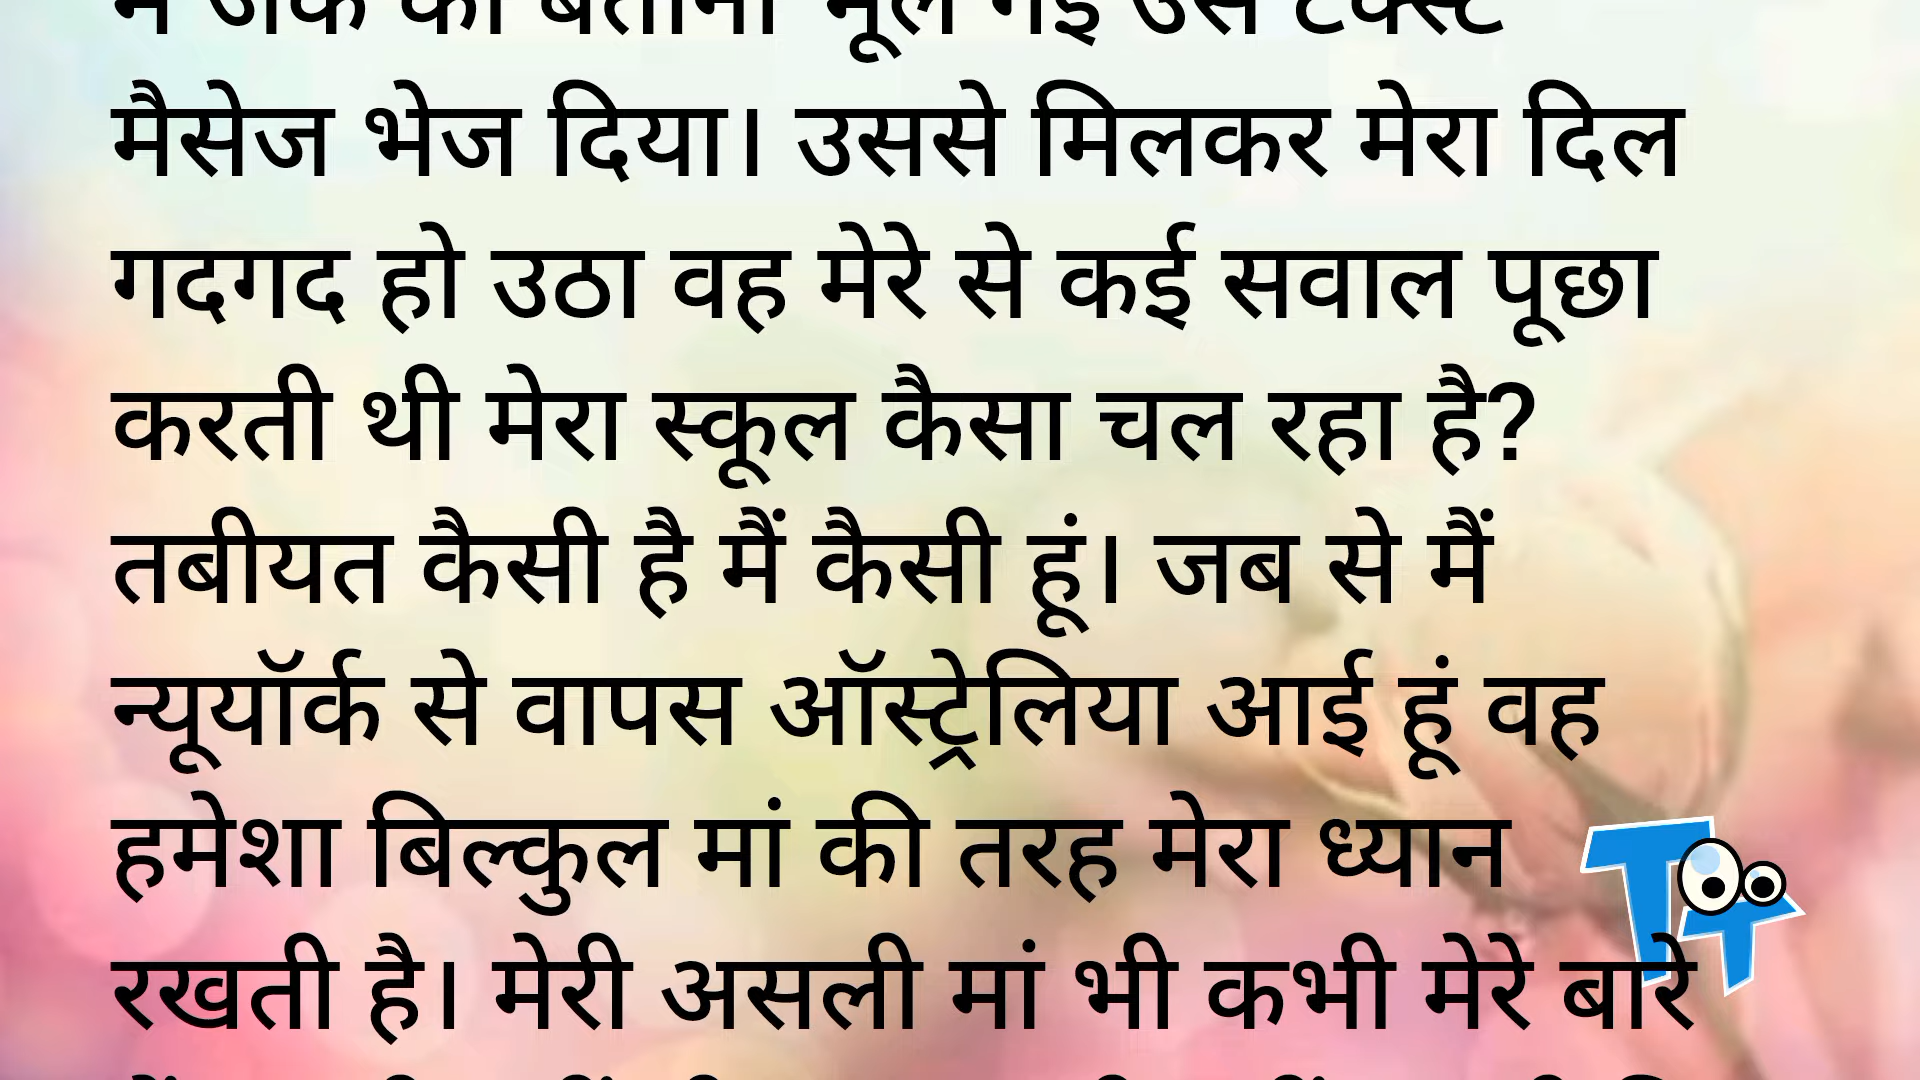 भूल गई उसे टेक्स्ट
मैसेज भेज दिया। उससे मिलकर मेरा दिल
गदगद हो उठा वह मेरे से कई सवाल पूछा
करती थी मेरा स्कूल कैसा चल रहा है?
तबीयत कैसी है मैं कैसी हूं। जब से मैं
न्यूयॉर्क से वापस ऑस्ट्रेलिया आई हूं वह
हमेशा बिल्कुल मां की तरह मेरा ध्यान
रखती है। मेरी असली मां भी कभी मेरे बारे